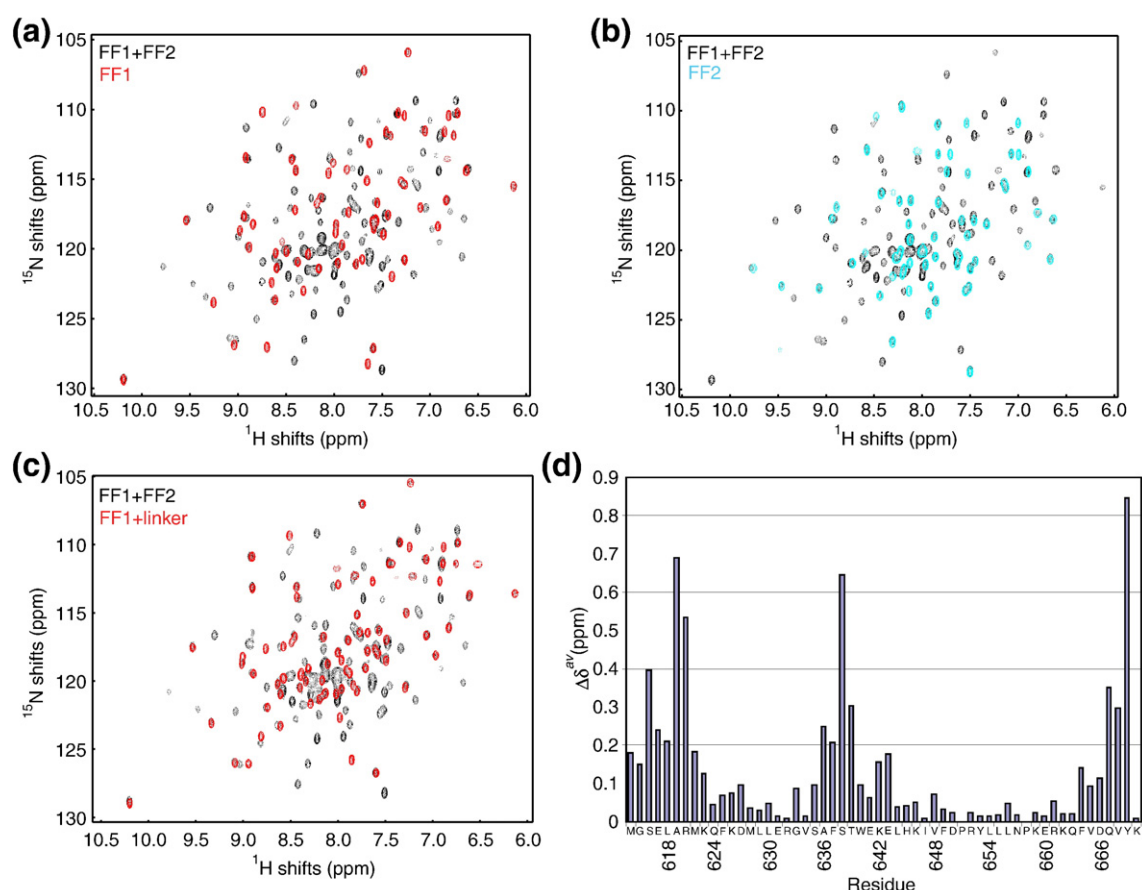 (a)
FF1+FF2
FF1
105
110
115
120
125
130
¹⁵N shifts (ppm)
10.5 10.0 9.5 9.0 8.5 8.0 7.5 7.0 6.5 6.0
¹H shifts (ppm)
(b)
FF1+FF2
FF2
105
110
115
120
125
130
¹⁵N shifts (ppm)
10.5 10.0 9.5 9.0 8.5 8.0 7.5 7.0 6.5 6.0
¹H shifts (ppm)
(c)
FF1+FF2
FF1+linker
105
110
115
120
125
130
¹⁵N shifts (ppm)
10.5 10.0 9.5 9.0 8.5 8.0 7.5 7.0 6.5 6.0
¹H shifts (ppm)
(d)
0.9
0.8
0.7
0.6
0.5
0.4
0.3
0.2
0.1
0
Δδᵃᵛ(ppm)
M G S E L A R M K Q F K D M L L E R G V S A F S T W E K E L H K I V F D P R Y L L L N P K E R K Q F V D Q V Y K
618 624 630 636 642 648 654 660 666
Residue